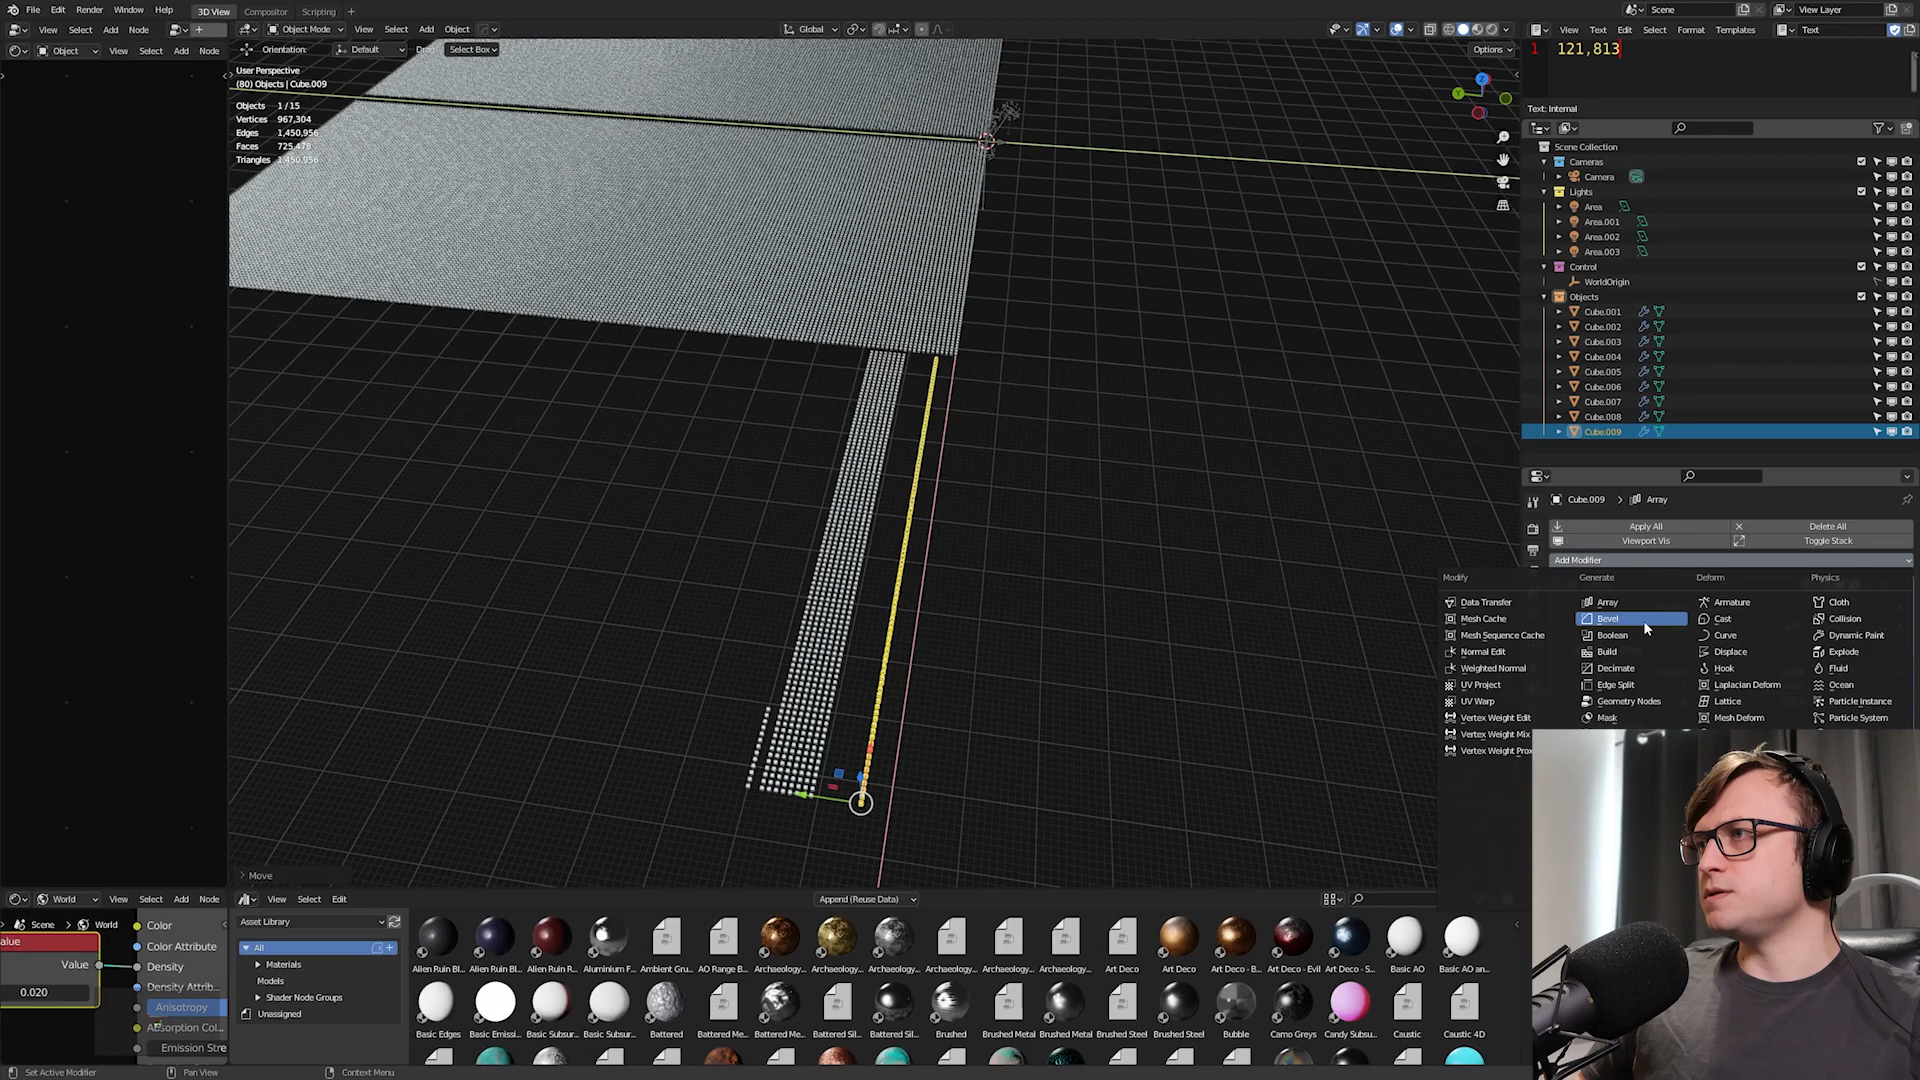 File Edit Render Window Help 3D View Compositor Scripting + Scene View Layer
View Select Add Node Object Mode View Select Add Object Global View Text Edit Select Format Templates Text
Object View Select Add Node Orientation: Default Drag Select Box Options 1 121,813
User Perspective
(80) Objects | Cube.009
Objects 1 / 15
Vertices 967,304
Edges 1,450,956
Faces 725,478
Triangles 1,450,956
Text: Internal
Scene Collection
Cameras
Camera
Lights
Area
Area.001
Area.002
Area.003
Control
WorldOrigin
Objects
Cube.001
Cube.002
Cube.003
Cube.004
Cube.005
Cube.006
Cube.007
Cube.008
Cube.009
Cube.009 > Array
Apply All Delete All
Viewport Vis Toggle Stack
Add Modifier
Modify Generate Deform Physics
Data Transfer Array Armature Cloth
Mesh Cache Bevel Cast Collision
Mesh Sequence Cache Boolean Curve Dynamic Paint
Normal Edit Build Displace Explode
Weighted Normal Decimate Hook Fluid
UV Project Edge Split Laplacian Deform Ocean
UV Warp Geometry Nodes Lattice Particle Instance
Vertex Weight Edit Mask Mesh Deform Particle System
Vertex Weight Mix
Vertex Weight Prox
> Move
World View Select Add Node View Select Edit Append (Reuse Data)
Scene > World
Color
alue
Color Attribute
Value Density
Density Attrib...
0.020
Anisotropy
Absorption Col...
Emission Stre
Asset Library
All
Materials
Models
Shader Node Groups
Unassigned
Alien Ruin Bl... Alien Ruin Bl... Alien Ruin R... Aluminium F... Ambient Gru... AO Range B... Archaeology... Archaeology... Archaeology... Archaeology... Archaeology... Archaeology... Art Deco Art Deco Art Deco - B... Art Deco - Evil Art Deco - S... Basic AO Basic AO an...
Basic Edges Basic Emissi... Basic Subsur... Basic Subsur... Battered Battered Me... Battered Me... Battered Sil... Battered Sil... Brushed Brushed Metal Brushed Steel Brushed Steel Bubble Camo Greys Candy Subsu... Caustic Caustic 4D
Set Active Modifier Pan View Context Menu